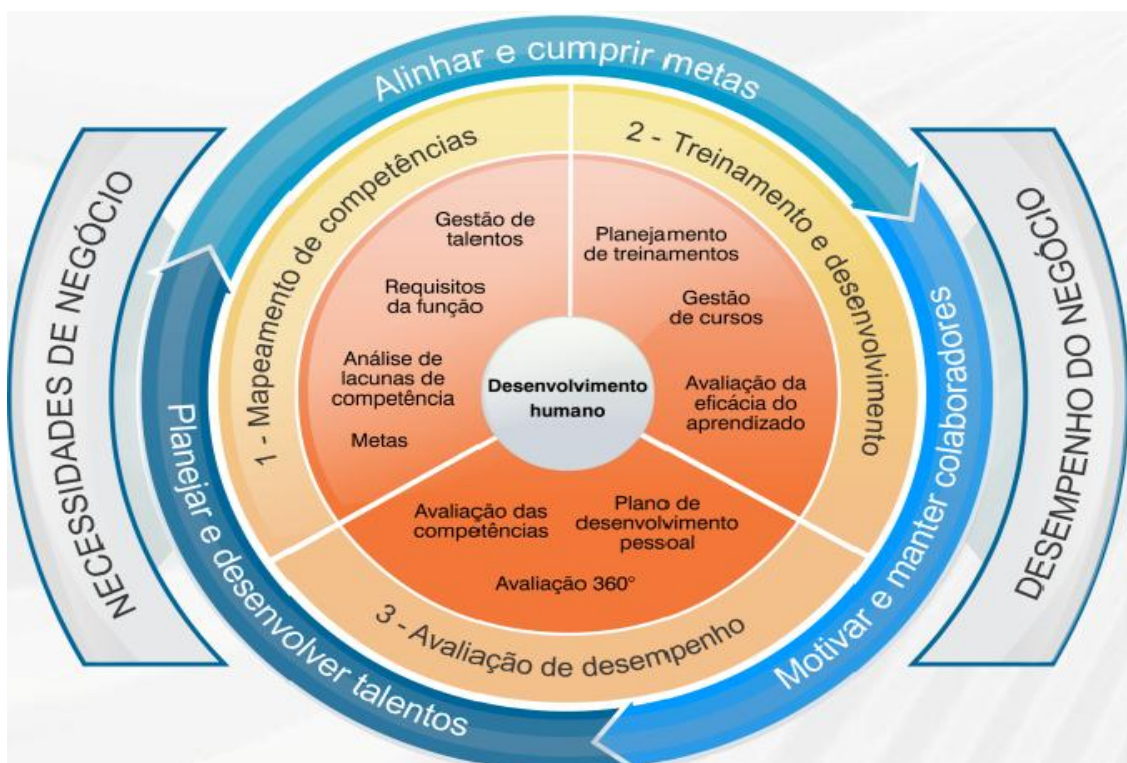 Alinhar e cumprir metas
NECESSIDADES DE NEGÓCIO
DESEMPENHO DO NEGÓCIO
Planejar e desenvolver talentos
Motivar e manter colaboradores
1 - Mapeamento de competências
Gestão de
talentos
Requisitos
da função
Análise de
lacunas de
competência
Metas
2 - Treinamento e desenvolvimento
Planejamento
de treinamentos
Gestão
de cursos
Avaliação da
eficácia do
aprendizado
Desenvolvimento
humano
Avaliação das
competências
Plano de
desenvolvimento
pessoal
Avaliação 360°
3 - Avaliação de desempenho